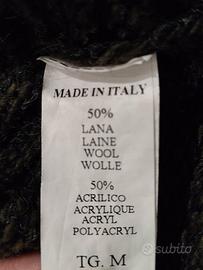 MADE IN ITALY
50%
LANA
LAINE
WOOL
WOLLE
50%
ACRILICO
ACRYLIQUE
ACRYL
POLYACRYL
TG. M
subito